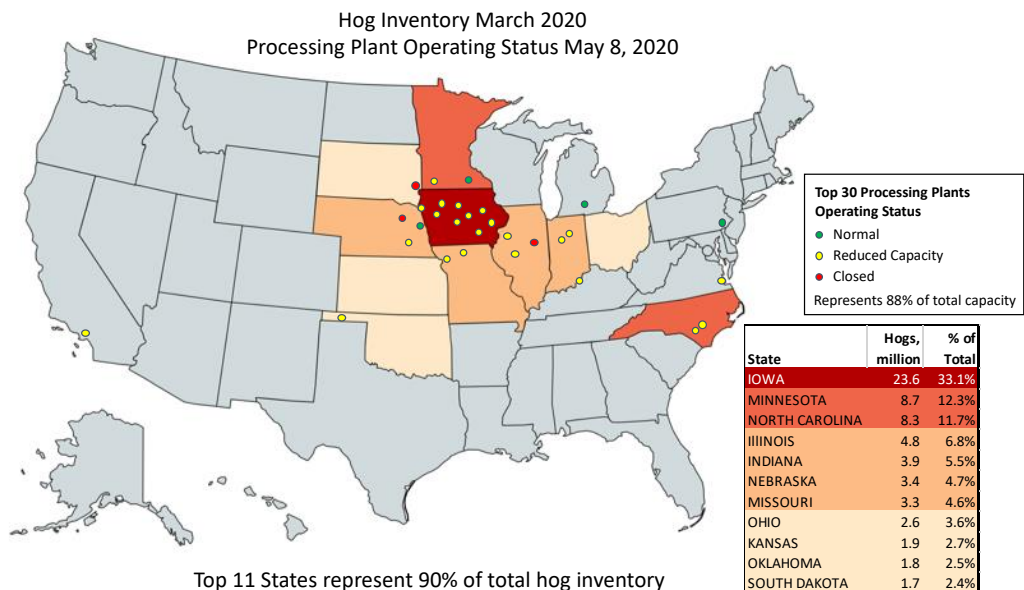 Hog Inventory March 2020
Processing Plant Operating Status May 8, 2020
Top 30 Processing Plants
Operating Status
Normal
Reduced Capacity
Closed
Represents 88% of total capacity
Hogs, % of
State million Total
IOWA 23.6 33.1%
MINNESOTA 8.7 12.3%
NORTH CAROLINA 8.3 11.7%
IllINOIS 4.8 6.8%
INDIANA 3.9 5.5%
NEBRASKA 3.4 4.7%
MISSOURI 3.3 4.6%
OHIO 2.6 3.6%
KANSAS 1.9 2.7%
OKLAHOMA 1.8 2.5%
SOUTH DAKOTA 1.7 2.4%
Top 11 States represent 90% of total hog inventory